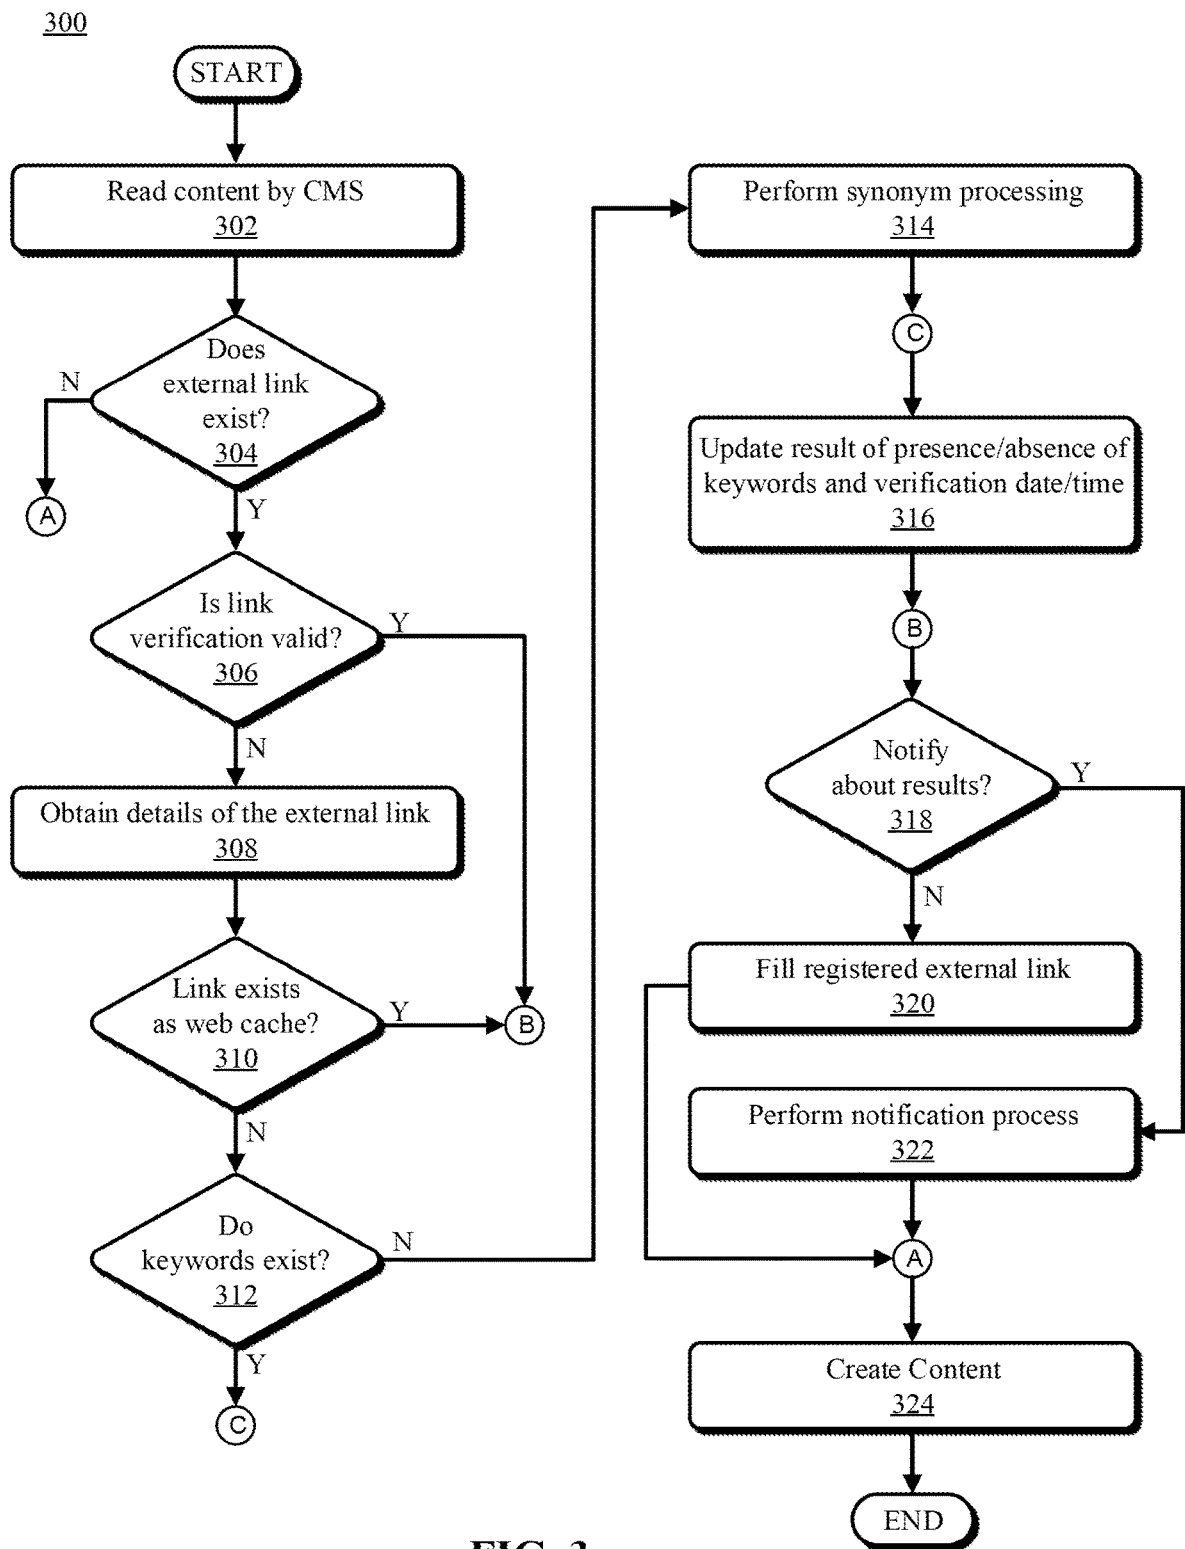 300
START
Read content by CMS
302
Does
external link
exist?
304
N
A
Y
Is link
verification valid?
306
Y
N
Obtain details of the external link
308
Link exists
as web cache?
310
Y
B
N
Do
keywords exist?
312
N
Y
C
Perform synonym processing
314
C
Update result of presence/absence of
keywords and verification date/time
316
B
Notify
about results?
318
Y
N
Fill registered external link
320
Perform notification process
322
A
Create Content
324
END
FIG. 3